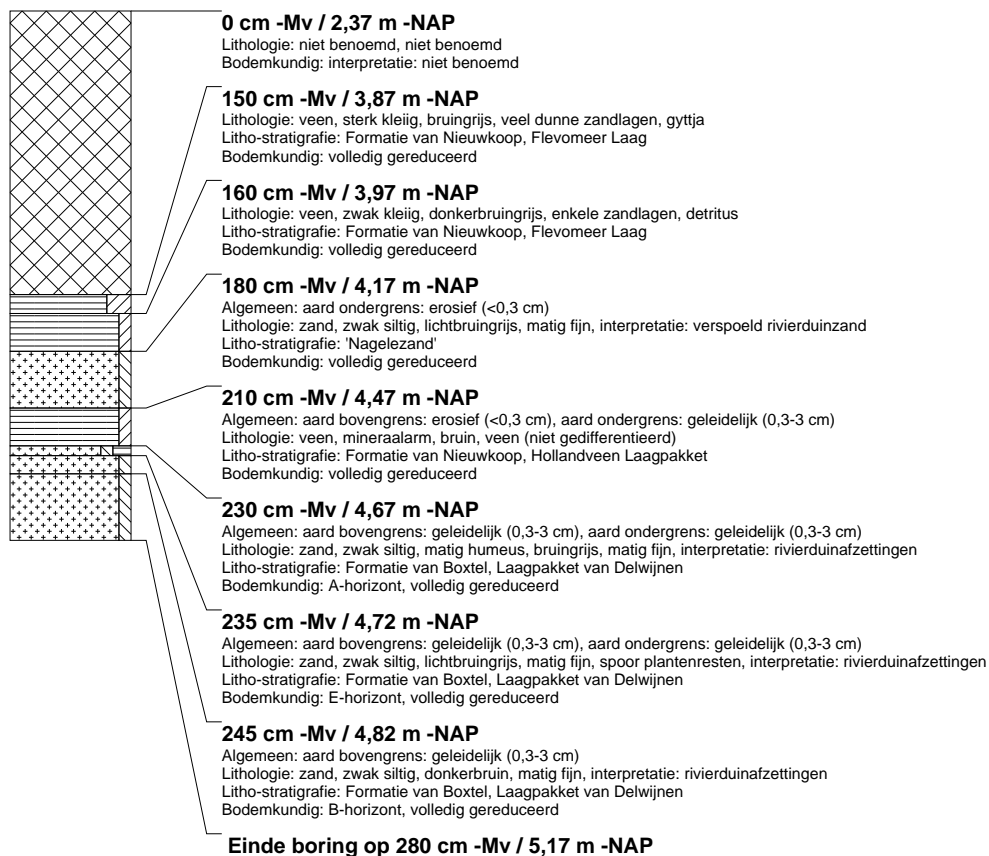 0 cm -Mv / 2,37 m -NAP
Lithologie: niet benoemd, niet benoemd
Bodemkundig: interpretatie: niet benoemd
150 cm -Mv / 3,87 m -NAP
Lithologie: veen, sterk kleiig, bruingrijs, veel dunne zandlagen, gyttja
Litho-stratigrafie: Formatie van Nieuwkoop, Flevomeer Laag
Bodemkundig: volledig gereduceerd
160 cm -Mv / 3,97 m -NAP
Lithologie: veen, zwak kleiig, donkerbruingrijs, enkele zandlagen, detritus
Litho-stratigrafie: Formatie van Nieuwkoop, Flevomeer Laag
Bodemkundig: volledig gereduceerd
180 cm -Mv / 4,17 m -NAP
Algemeen: aard ondergrens: erosief (<0,3 cm)
Lithologie: zand, zwak siltig, lichtbruingrijs, matig fijn, interpretatie: verspoeld rivierduinzand
Litho-stratigrafie: 'Nagelezand'
Bodemkundig: volledig gereduceerd
210 cm -Mv / 4,47 m -NAP
Algemeen: aard bovengrens: erosief (<0,3 cm), aard ondergrens: geleidelijk (0,3-3 cm)
Lithologie: veen, mineraalarm, bruin, veen (niet gedifferentieerd)
Litho-stratigrafie: Formatie van Nieuwkoop, Hollandveen Laagpakket
Bodemkundig: volledig gereduceerd
230 cm -Mv / 4,67 m -NAP
Algemeen: aard bovengrens: geleidelijk (0,3-3 cm), aard ondergrens: geleidelijk (0,3-3 cm)
Lithologie: zand, zwak siltig, matig humeus, bruingrijs, matig fijn, interpretatie: rivierduinafzettingen
Litho-stratigrafie: Formatie van Boxtel, Laagpakket van Delwijnen
Bodemkundig: A-horizont, volledig gereduceerd
235 cm -Mv / 4,72 m -NAP
Algemeen: aard bovengrens: geleidelijk (0,3-3 cm), aard ondergrens: geleidelijk (0,3-3 cm)
Lithologie: zand, zwak siltig, lichtbruingrijs, matig fijn, spoor plantenresten, interpretatie: rivierduinafzettingen
Litho-stratigrafie: Formatie van Boxtel, Laagpakket van Delwijnen
Bodemkundig: E-horizont, volledig gereduceerd
245 cm -Mv / 4,82 m -NAP
Algemeen: aard bovengrens: geleidelijk (0,3-3 cm)
Lithologie: zand, zwak siltig, donkerbruin, matig fijn, interpretatie: rivierduinafzettingen
Litho-stratigrafie: Formatie van Boxtel, Laagpakket van Delwijnen
Bodemkundig: B-horizont, volledig gereduceerd
Einde boring op 280 cm -Mv / 5,17 m -NAP